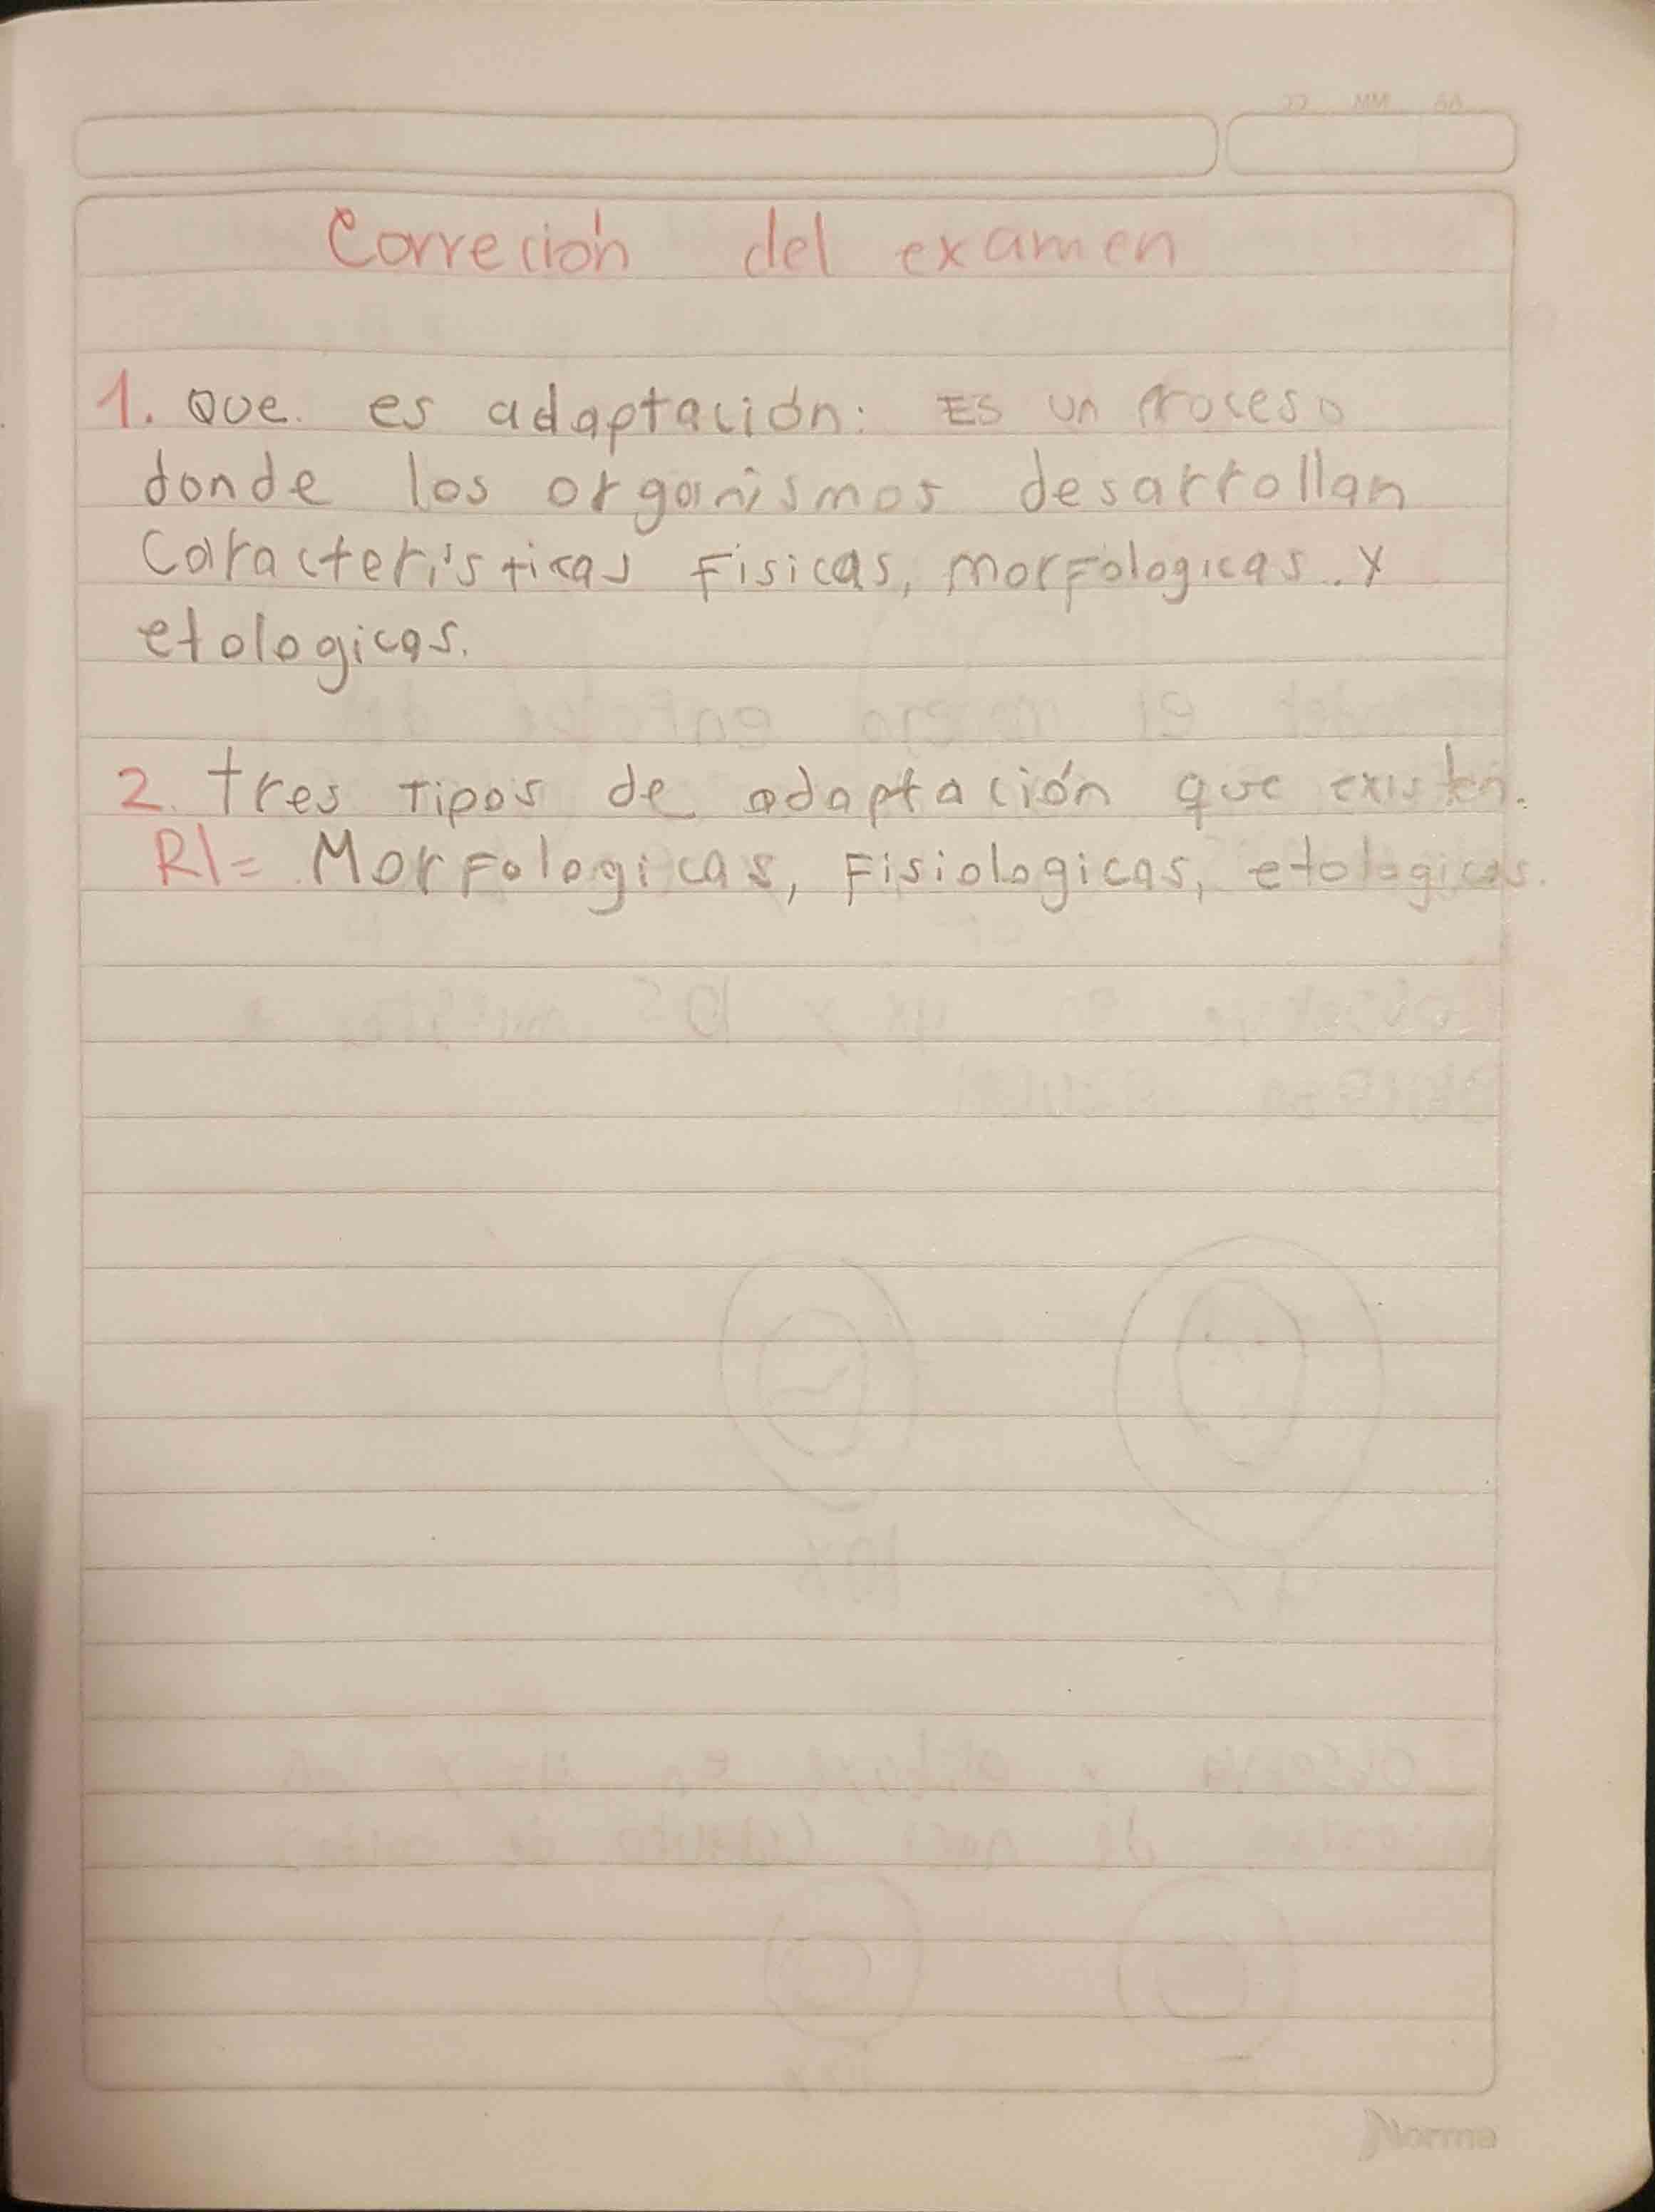 DD MM AA
Correción del examen
1. Que es adaptación: Es un Proceso
donde los organismos desarrollan
Características Fisicas, morfologicas y
etologicas.
2. tres tipos de adaptación que existen.
R/= Morfologicas, Fisiologicas, etologicas.
Norma